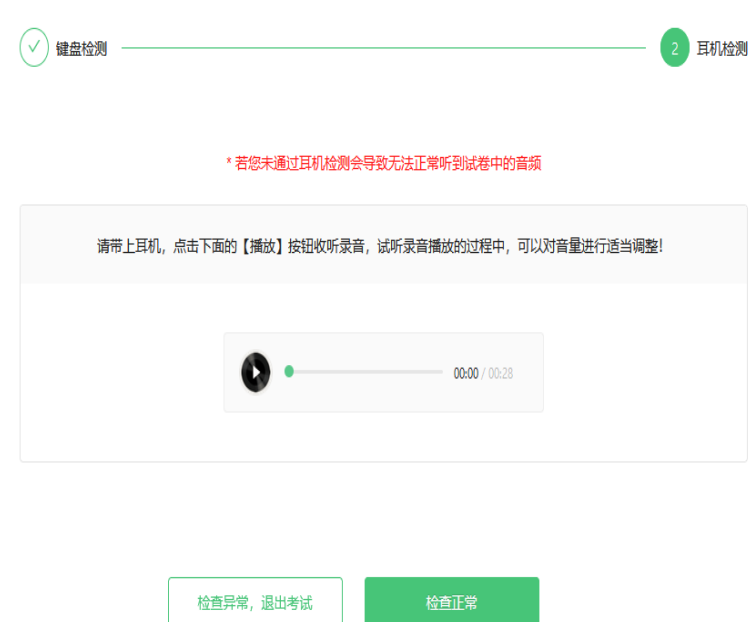 键盘检测
2 耳机检测
* 若您未通过耳机检测会导致无法正常听到试卷中的音频
请带上耳机，点击下面的【播放】按钮收听录音，试听录音播放的过程中，可以对音量进行适当调整！
00:00 / 00:28
检查异常，退出考试
检查正常